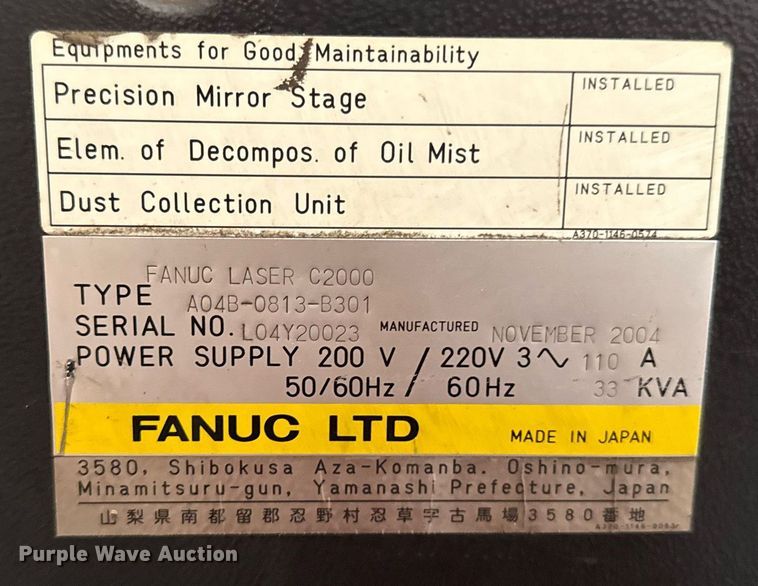 Equipments for Good Maintainability
Precision Mirror Stage INSTALLED
Elem. of Decompos. of Oil Mist INSTALLED
Dust Collection Unit INSTALLED
A370-1146-0574
FANUC LASER C2000
TYPE A04B-0813-B301
SERIAL NO. L04Y20023 MANUFACTURED NOVEMBER 2004
POWER SUPPLY 200 V / 220V 3~ 110 A
50/60Hz / 60Hz 33 KVA
FANUC LTD MADE IN JAPAN
3580, Shibokusa Aza-Komanba. Oshino-mura,
Minamitsuru-gun, Yamanashi Prefecture, Japan
山梨県南都留郡忍野村忍草字古馬場3580番地
Purple Wave Auction